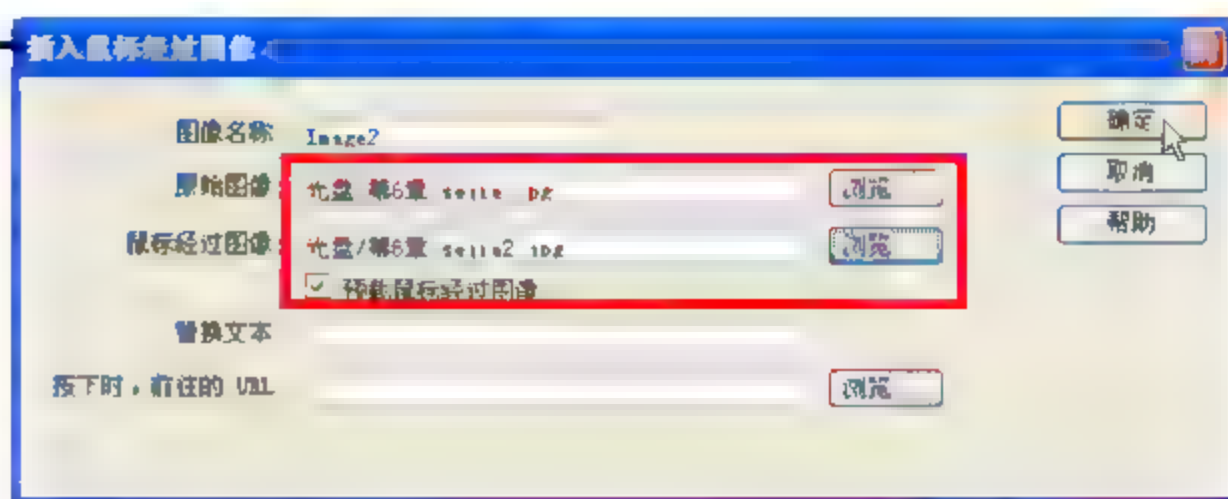 插入鼠标经过图像
图像名称 Image2 确定
原始图像: 光盘 第6章 浏览 取消
鼠标经过图像: 光盘/第6章 浏览 帮助
预载鼠标经过图像
替换文本
按下时,前往的 URL 浏览